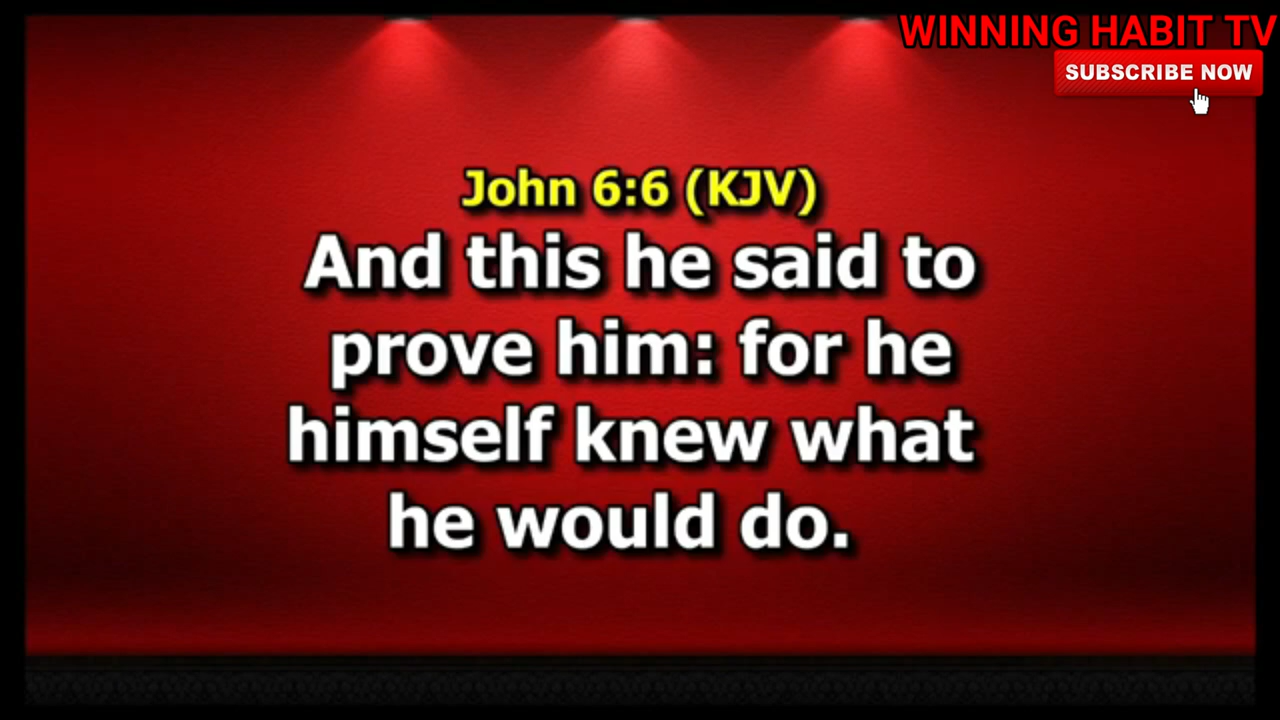 WINNING HABIT TV
SUBSCRIBE NOW
John 6:6 (KJV)
And this he said to
prove him: for he
himself knew what
he would do.